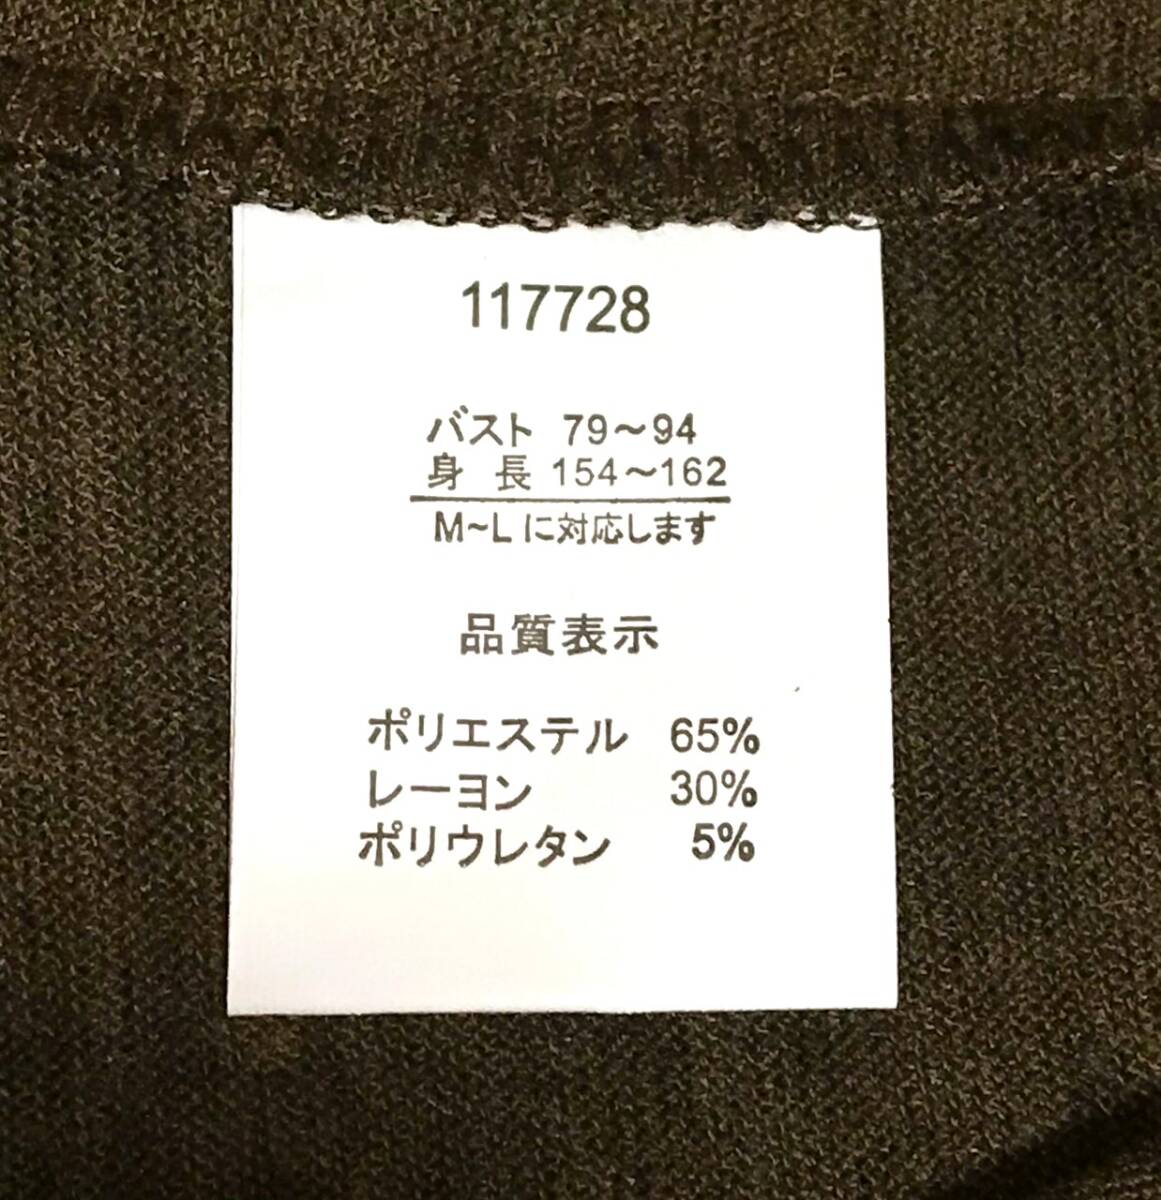 117728
バスト 79〜94
身 長 154〜162
M~Lに対応します
品質表示
ポリエステル 65%
レーヨン 30%
ポリウレタン 5%